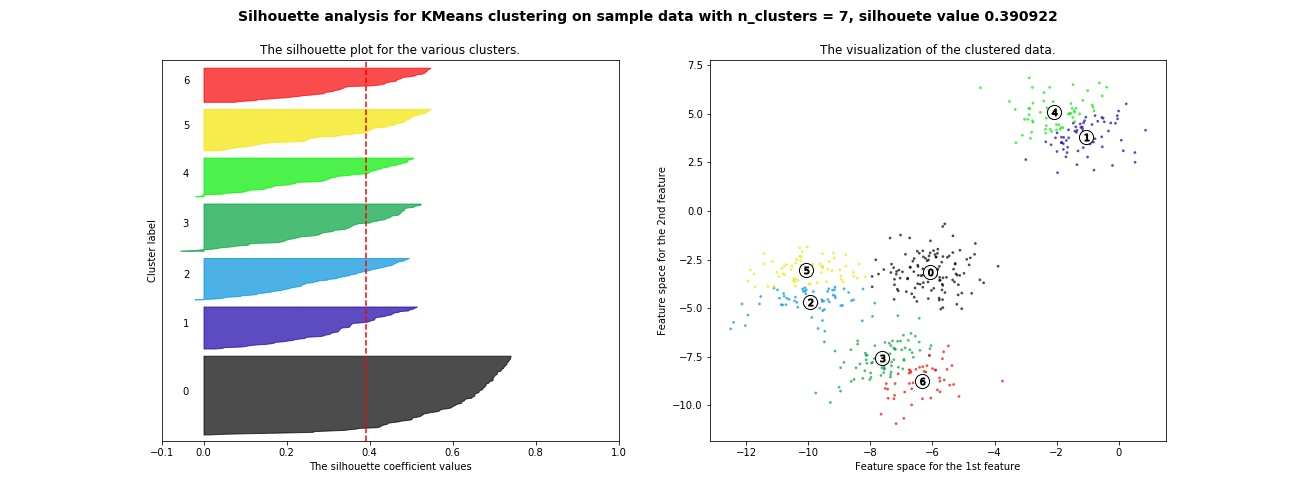 Silhouette analysis for KMeans clustering on sample data with n_clusters = 7, silhouete value 0.390922
The silhouette plot for the various clusters.
6
5
4
3
2
1
0
Cluster label
−0.1 0.0 0.2 0.4 0.6 0.8 1.0
The silhouette coefficient values
The visualization of the clustered data.
7.5
5.0
2.5
0.0
−2.5
−5.0
−7.5
−10.0
Feature space for the 2nd feature
4
1
5
0
2
3
6
−12 −10 −8 −6 −4 −2 0
Feature space for the 1st feature